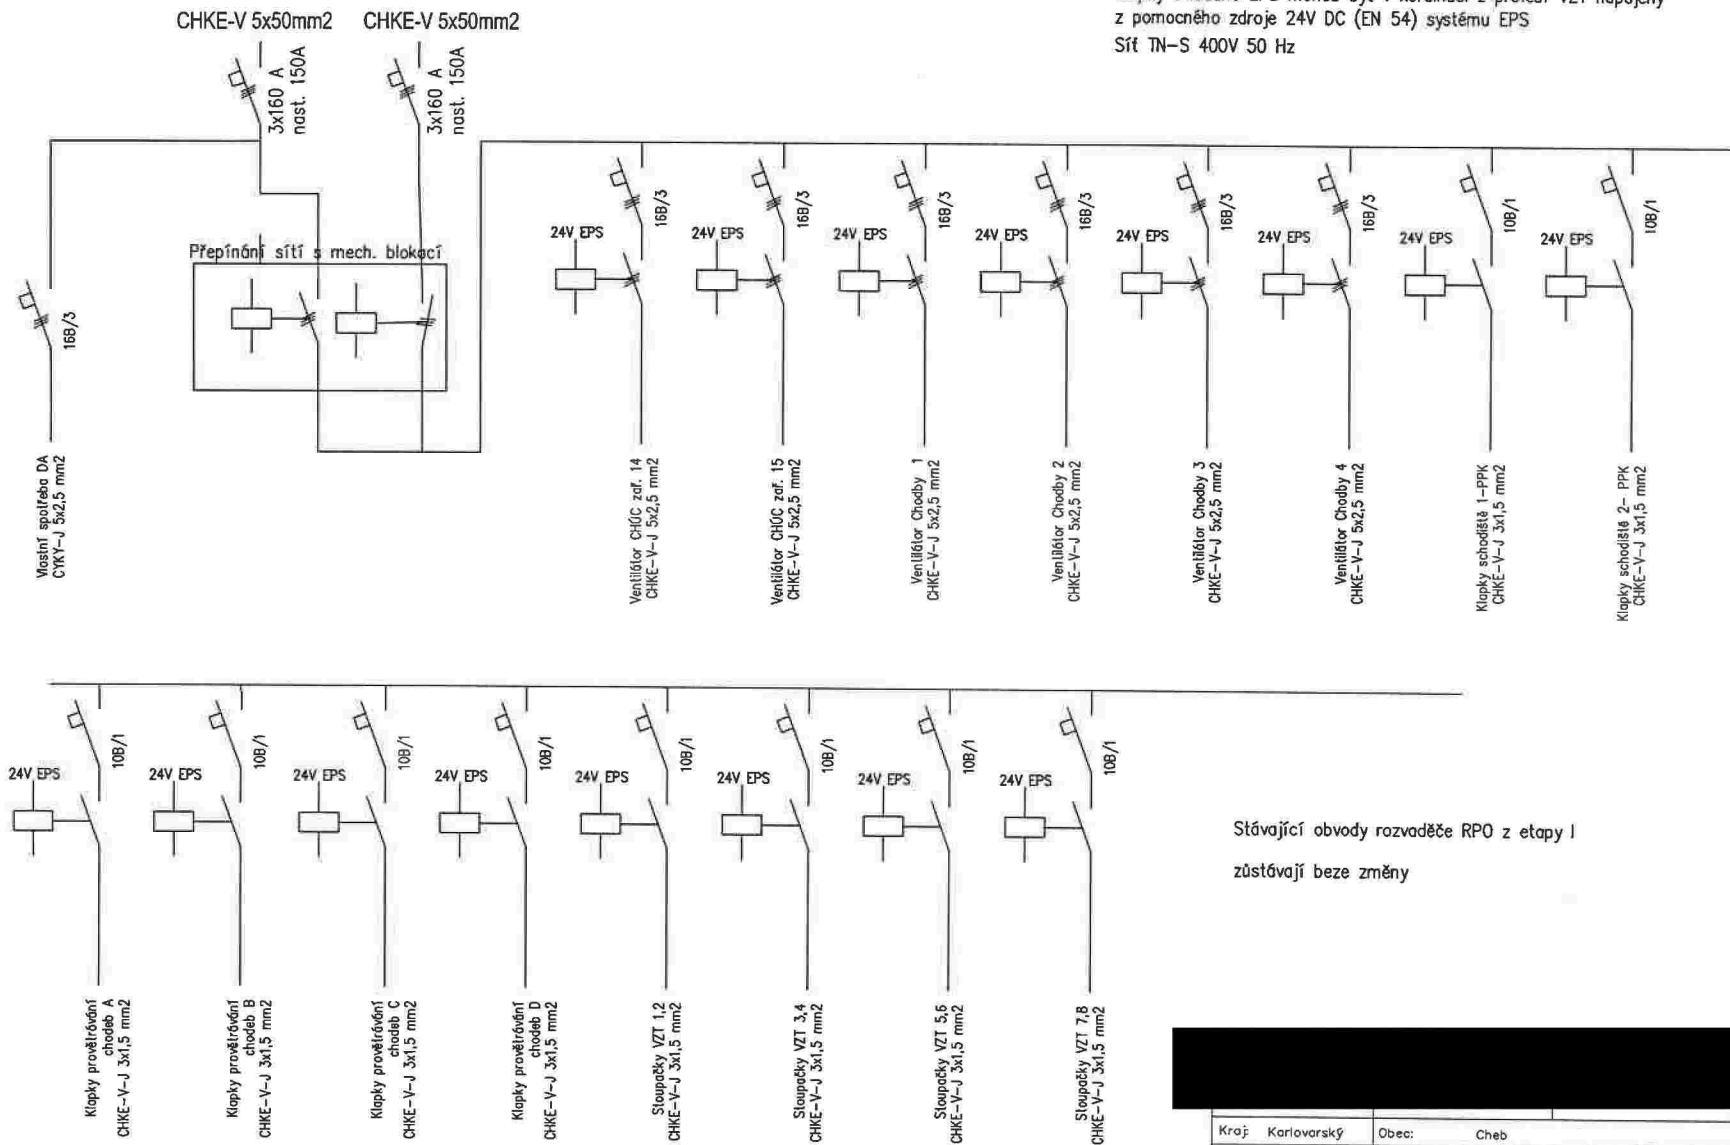 CHKE-V 5x50mm2
CHKE-V 5x50mm2
z pomocného zdroje 24V DC (EN 54) systému EPS
Síť TN-S 400V 50 Hz
3x160 A
nast. 150A
3x160 A
nast. 150A
Přepínání sítí s mech. blokací
16B/3
16B/3
16B/3
16B/3
16B/3
16B/3
16B/3
10B/1
10B/1
24V EPS
24V EPS
24V EPS
24V EPS
24V EPS
24V EPS
24V EPS
24V EPS
Vlastní spotřeba DA
CYKY-J 5x2,5 mm2
Ventilátor CHÚC zař. 14
CHKE-V-J 5x2,5 mm2
Ventilátor CHÚC zař. 15
CHKE-V-J 5x2,5 mm2
Ventilátor Chodby 1
CHKE-V-J 5x2,5 mm2
Ventilátor Chodby 2
CHKE-V-J 5x2,5 mm2
Ventilátor Chodby 3
CHKE-V-J 5x2,5 mm2
Ventilátor Chodby 4
CHKE-V-J 5x2,5 mm2
Klapky schodiště 1-PPK
CHKE-V-J 3x1,5 mm2
Klapky schodiště 2- PPK
CHKE-V-J 3x1,5 mm2
10B/1
10B/1
10B/1
10B/1
10B/1
10B/1
10B/1
10B/1
24V EPS
24V EPS
24V EPS
24V EPS
24V EPS
24V EPS
24V EPS
24V EPS
Stávající obvody rozvaděče RPO z etapy I
zůstávají beze změny
Klapky provětrávání
chodeb A
CHKE-V-J 3x1,5 mm2
Klapky provětrávání
chodeb B
CHKE-V-J 3x1,5 mm2
Klapky provětrávání
chodeb C
CHKE-V-J 3x1,5 mm2
Klapky provětrávání
chodeb D
CHKE-V-J 3x1,5 mm2
Stoupačky VZT 1,2
CHKE-V-J 3x1,5 mm2
Stoupačky VZT 3,4
CHKE-V-J 3x1,5 mm2
Stoupačky VZT 5,6
CHKE-V-J 3x1,5 mm2
Stoupačky VZT 7,8
CHKE-V-J 3x1,5 mm2
Kraj: Karlovarský Obec: Cheb